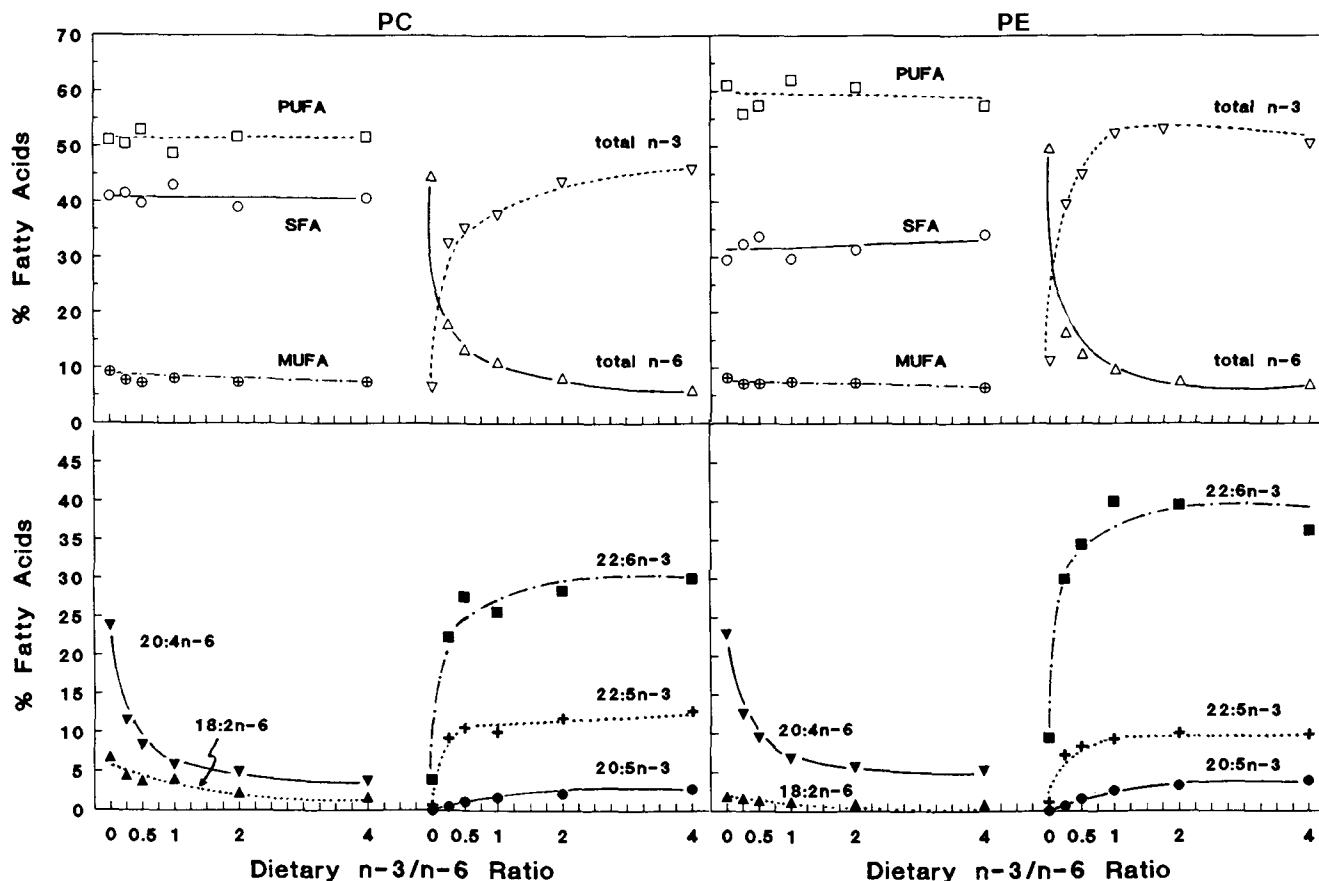 PC PE
% Fatty Acids
70
60
50
40
30
20
10
0
PUFA
SFA
MUFA
total n-3
total n-6
PUFA
SFA
MUFA
total n-3
total n-6
% Fatty Acids
45
40
35
30
25
20
15
10
5
0
20:4n-6
18:2n-6
22:6n-3
22:5n-3
20:5n-3
20:4n-6
18:2n-6
22:6n-3
22:5n-3
20:5n-3
0 0.5 1 2 4 0 0.5 1 2 4 0 0.5 1 2 4 0 0.5 1 2 4
Dietary n-3/n-6 Ratio Dietary n-3/n-6 Ratio